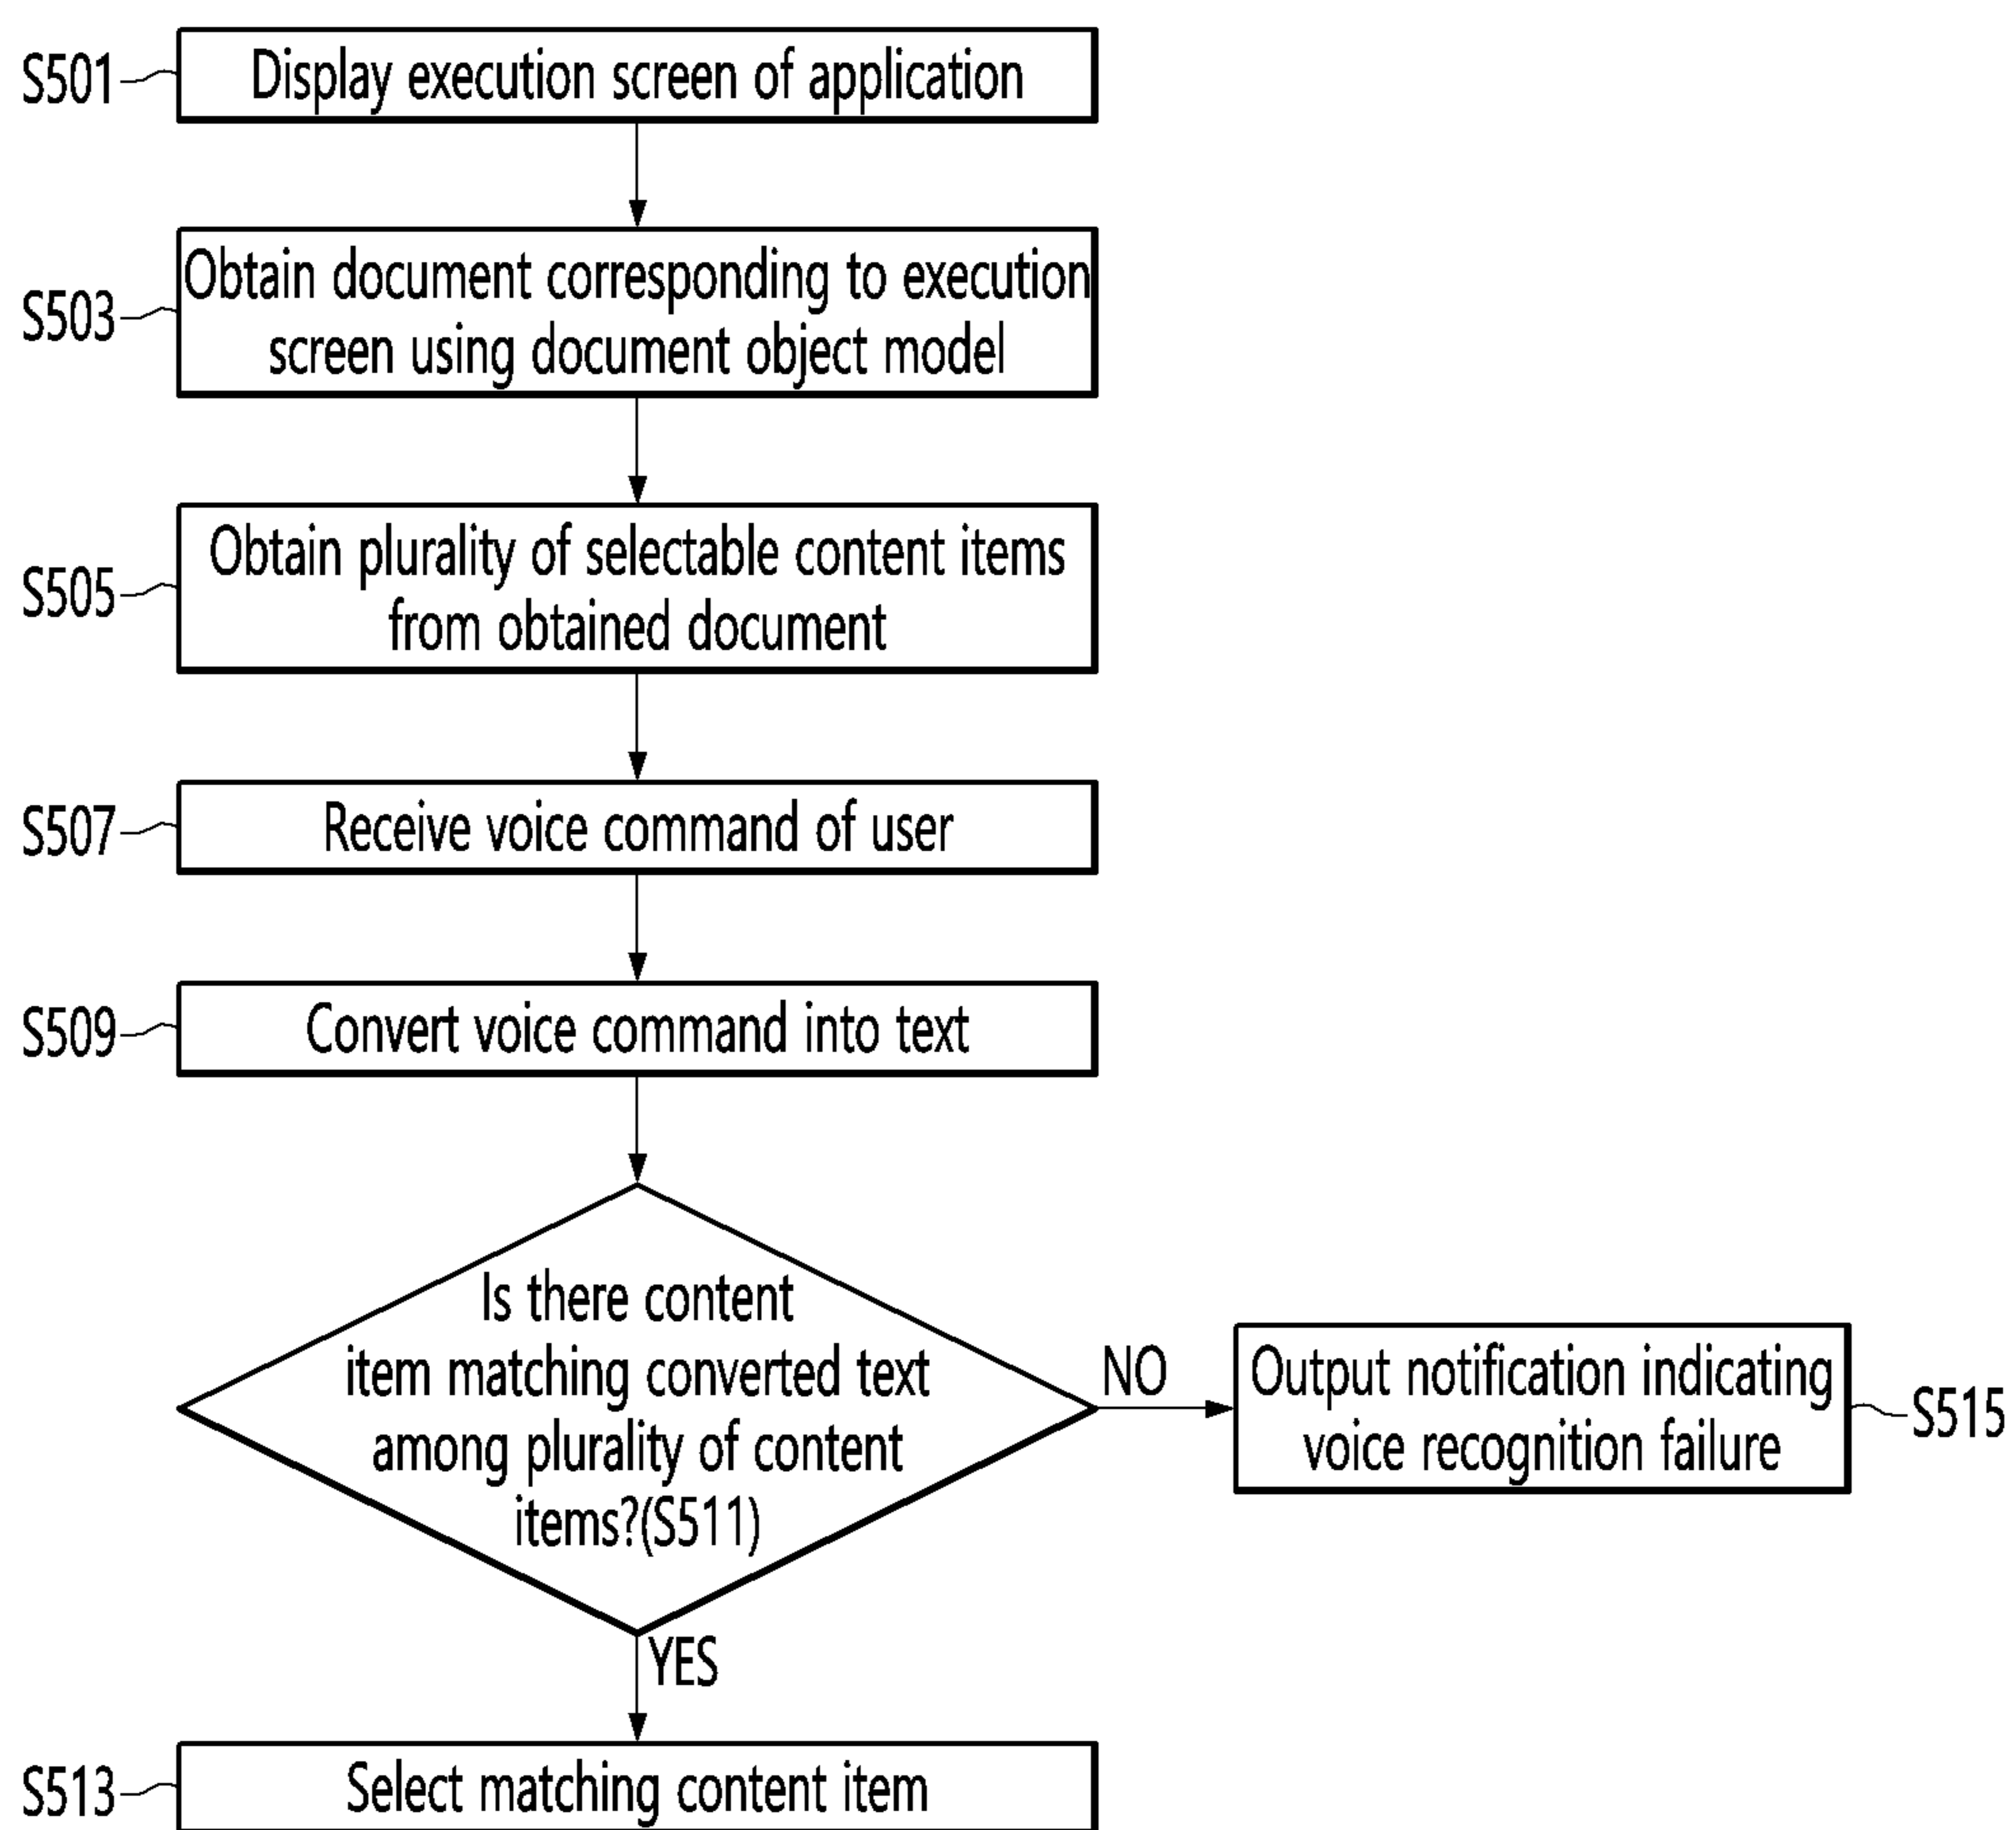 S501
Display execution screen of application
S503
Obtain document corresponding to execution
screen using document object model
S505
Obtain plurality of selectable content items
from obtained document
S507
Receive voice command of user
S509
Convert voice command into text
Is there content
item matching converted text
among plurality of content
items?(S511)
NO
Output notification indicating
voice recognition failure
S515
YES
S513
Select matching content item